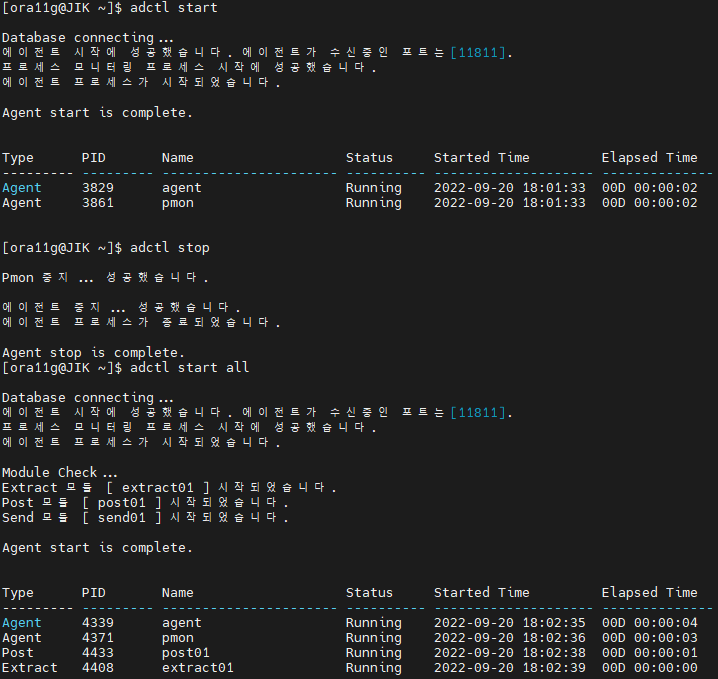 [ora11g@JIK ~]$ adctl start
Database connecting ...
에이전트 시작에 성공했습니다. 에이전트가 수신중인 포트는 [11811].
프로세스 모니터링 프로세스 시작에 성공했습니다.
에이전트 프로세스가 시작되었습니다.
Agent start is complete.
Type PID Name Status Started Time Elapsed Time
--------- --------- ---------------------- ---------- -------------------- --------------
Agent 3829 agent Running 2022-09-20 18:01:33 00D 00:00:02
Agent 3861 pmon Running 2022-09-20 18:01:33 00D 00:00:02
[ora11g@JIK ~]$ adctl stop
Pmon 중지 ... 성공했습니다.
에이전트 중지 ... 성공했습니다.
에이전트 프로세스가 종료되었습니다.
Agent stop is complete.
[ora11g@JIK ~]$ adctl start all
Database connecting ...
에이전트 시작에 성공했습니다. 에이전트가 수신중인 포트는 [11811].
프로세스 모니터링 프로세스 시작에 성공했습니다.
에이전트 프로세스가 시작되었습니다.
Module Check ...
Extract 모듈 [ extract01 ] 시작되었습니다.
Post 모듈 [ post01 ] 시작되었습니다.
Send 모듈 [ send01 ] 시작되었습니다.
Agent start is complete.
Type PID Name Status Started Time Elapsed Time
--------- --------- ---------------------- ---------- -------------------- --------------
Agent 4339 agent Running 2022-09-20 18:02:35 00D 00:00:04
Agent 4371 pmon Running 2022-09-20 18:02:36 00D 00:00:03
Post 4433 post01 Running 2022-09-20 18:02:38 00D 00:00:01
Extract 4408 extract01 Running 2022-09-20 18:02:39 00D 00:00:00